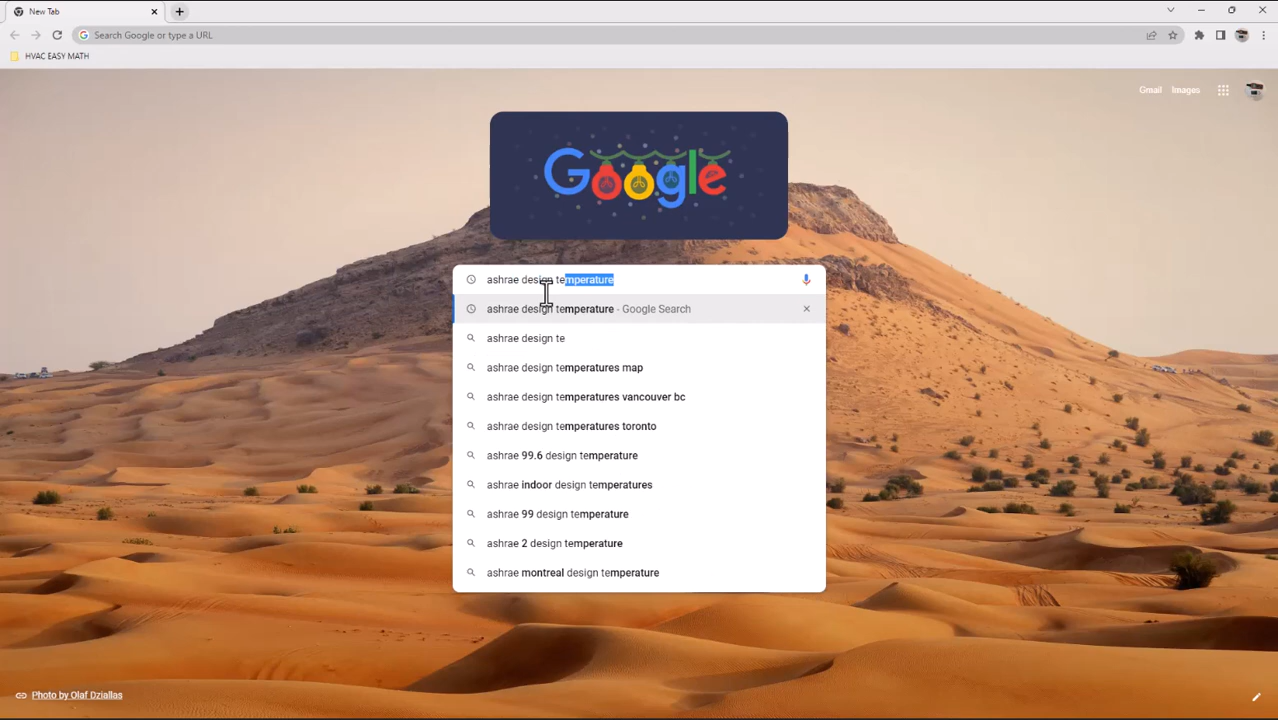 New Tab
Search Google or type a URL
HVAC EASY MATH
Gmail Images
Google
ashrae design temperature
ashrae design temperature - Google Search
ashrae design te
ashrae design temperatures map
ashrae design temperatures vancouver bc
ashrae design temperatures toronto
ashrae 99.6 design temperature
ashrae indoor design temperatures
ashrae 99 design temperature
ashrae 2 design temperature
ashrae montreal design temperature
Photo by Olaf Dziallas